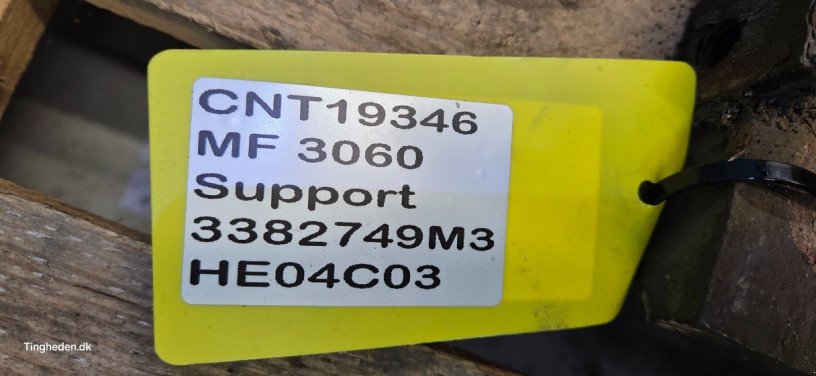 CNT19346
MF 3060
Support
3382749M3
HE04C03
Tingheden.dk